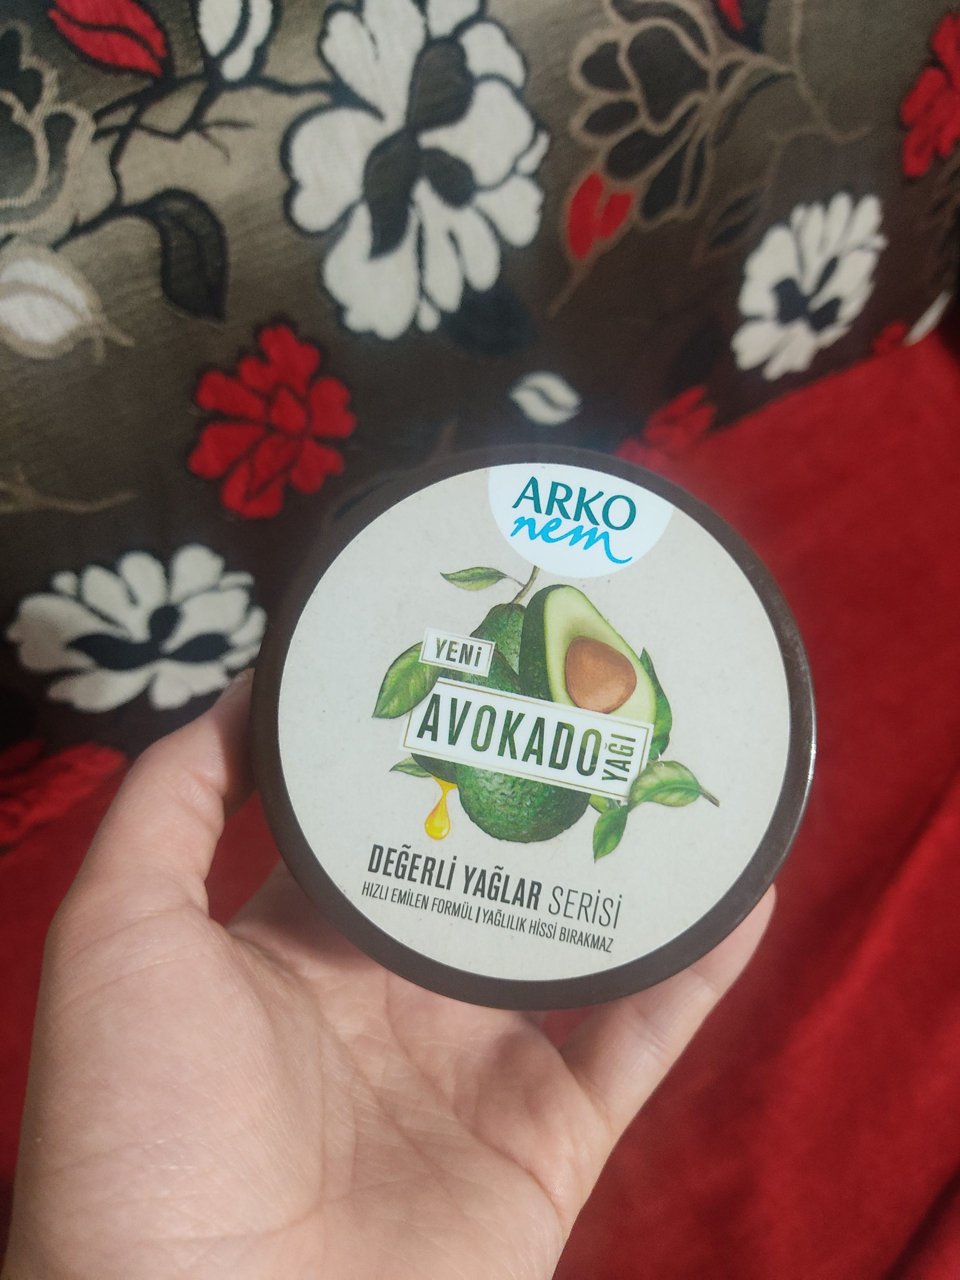 ARKO
nem
YENİ
AVOKADO
YAĞI
DEĞERLİ YAĞLAR SERİSİ
HIZLI EMİLEN FORMÜL | YAĞLILIK HİSSİ BIRAKMAZ